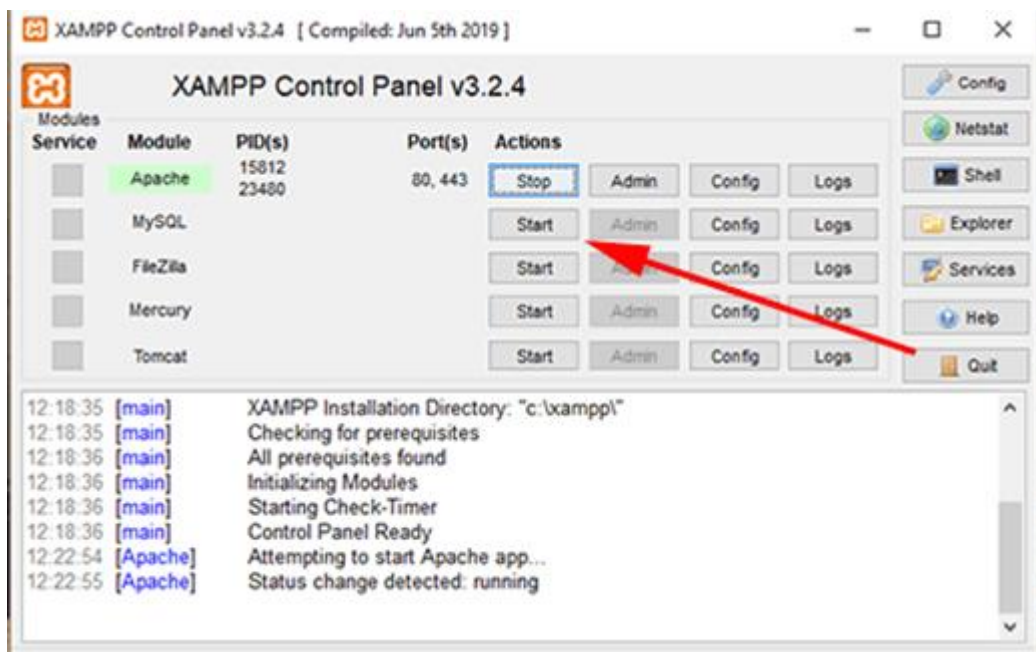 XAMPP Control Panel v3.2.4 [ Compiled: Jun 5th 2019 ]
XAMPP Control Panel v3.2.4
Config
Modules
Service Module PID(s) Port(s) Actions
Netstat
Apache 15812 23480 80, 443 Stop Admin Config Logs
Shell
MySQL Start Admin Config Logs
Explorer
FileZilla Start Admin Config Logs
Services
Mercury Start Admin Config Logs
Help
Tomcat Start Admin Config Logs
Quit
12:18:35 [main] XAMPP Installation Directory: "c:\xampp\"
12:18:35 [main] Checking for prerequisites
12:18:36 [main] All prerequisites found
12:18:36 [main] Initializing Modules
12:18:36 [main] Starting Check-Timer
12:18:36 [main] Control Panel Ready
12:22:54 [Apache] Attempting to start Apache app...
12:22:55 [Apache] Status change detected: running